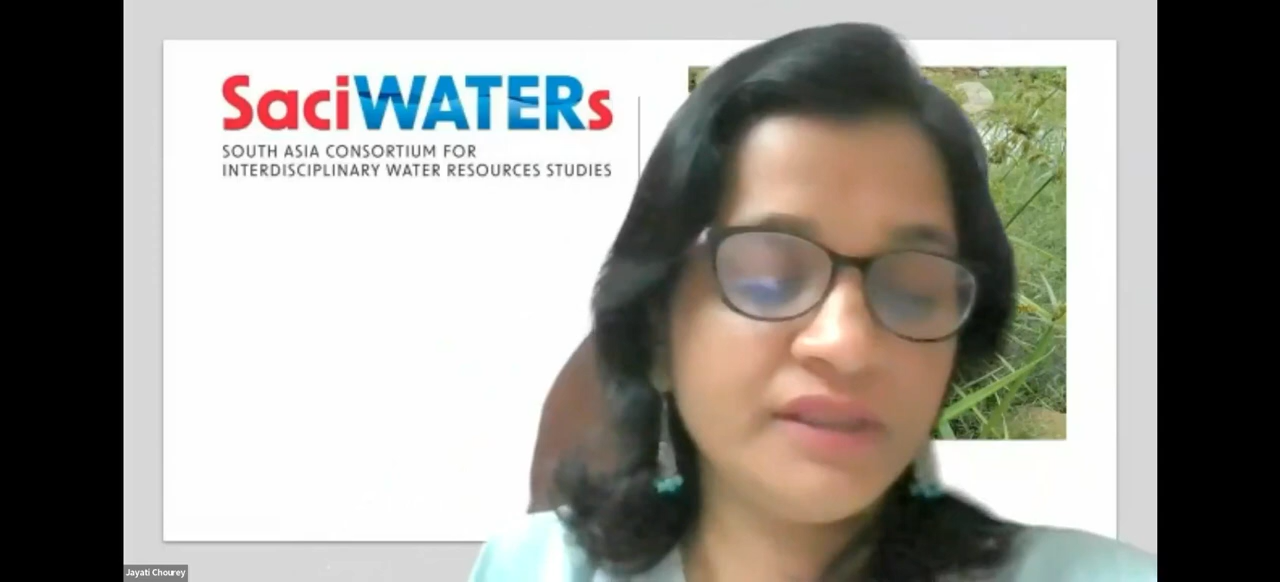 SaciWATERs
SOUTH ASIA CONSORTIUM FOR
INTERDISCIPLINARY WATER RESOURCES STUDIES
Jayati Chourey